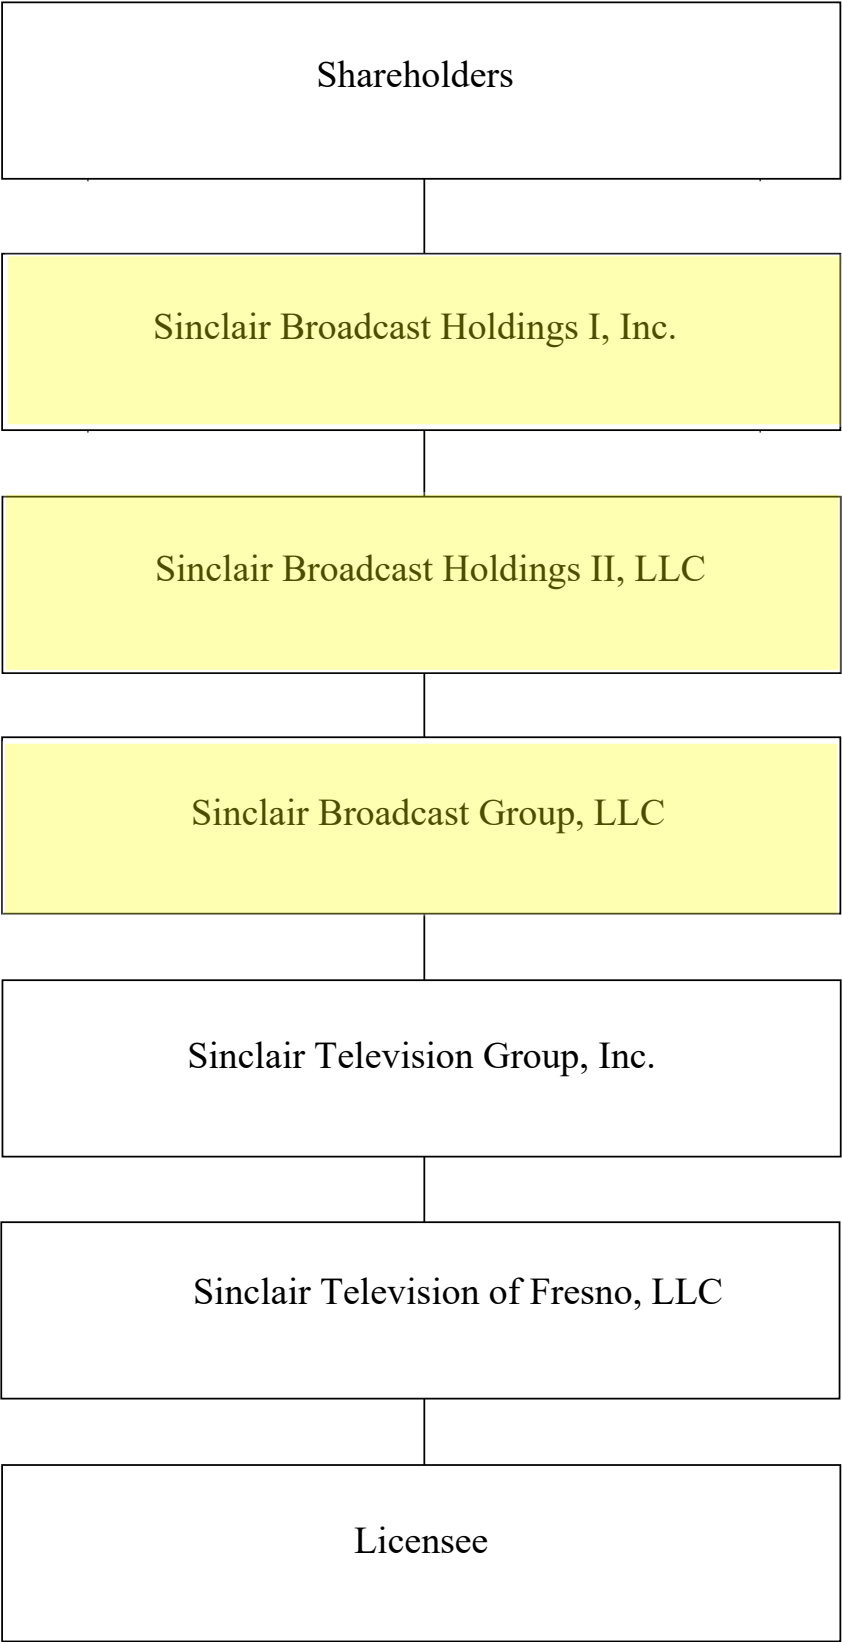 Shareholders
Sinclair Broadcast Holdings I, Inc.
Sinclair Broadcast Holdings II, LLC
Sinclair Broadcast Group, LLC
Sinclair Television Group, Inc.
Sinclair Television of Fresno, LLC
Licensee